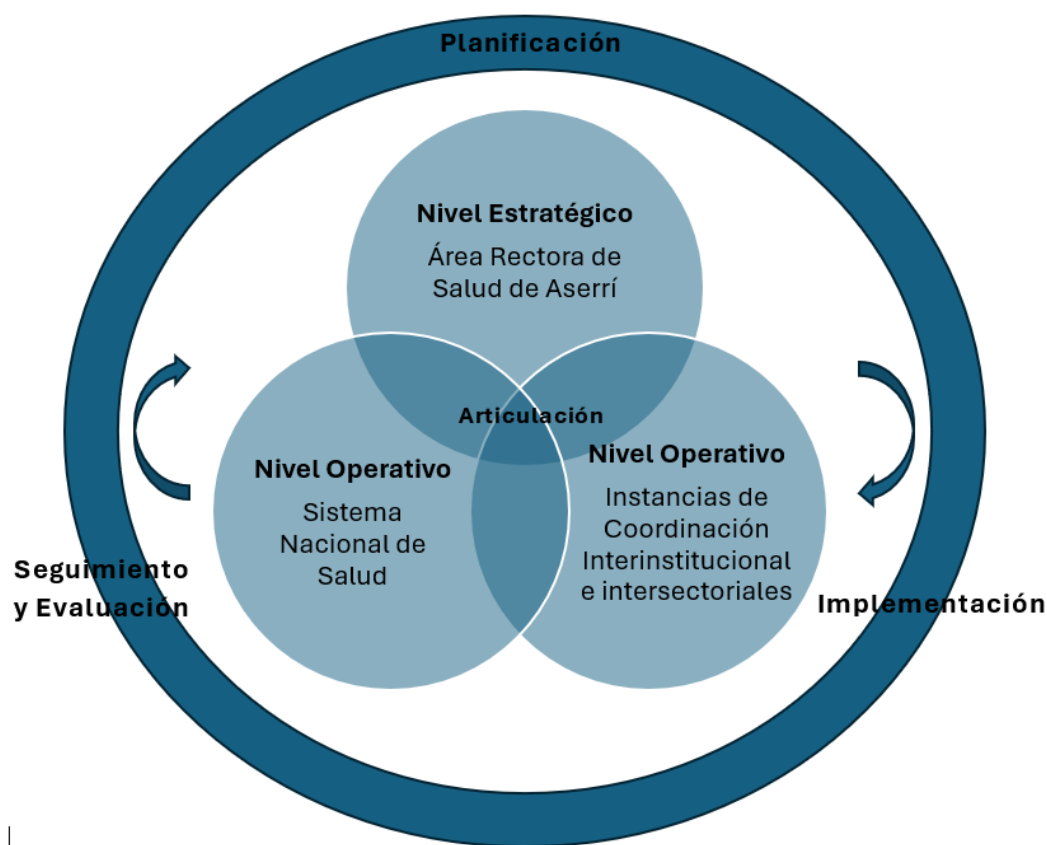 Planificación
Nivel Estratégico
Área Rectora de
Salud de Aserrí
Articulación
Nivel Operativo
Sistema
Nacional de
Salud
Nivel Operativo
Instancias de
Coordinación
Interinstitucional
e intersectoriales
Seguimiento
y Evaluación
Implementación